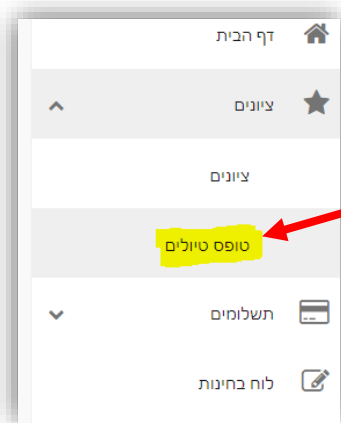 דף הבית
ציונים
ציונים
טופס טיולים
תשלומים
לוח בחינות